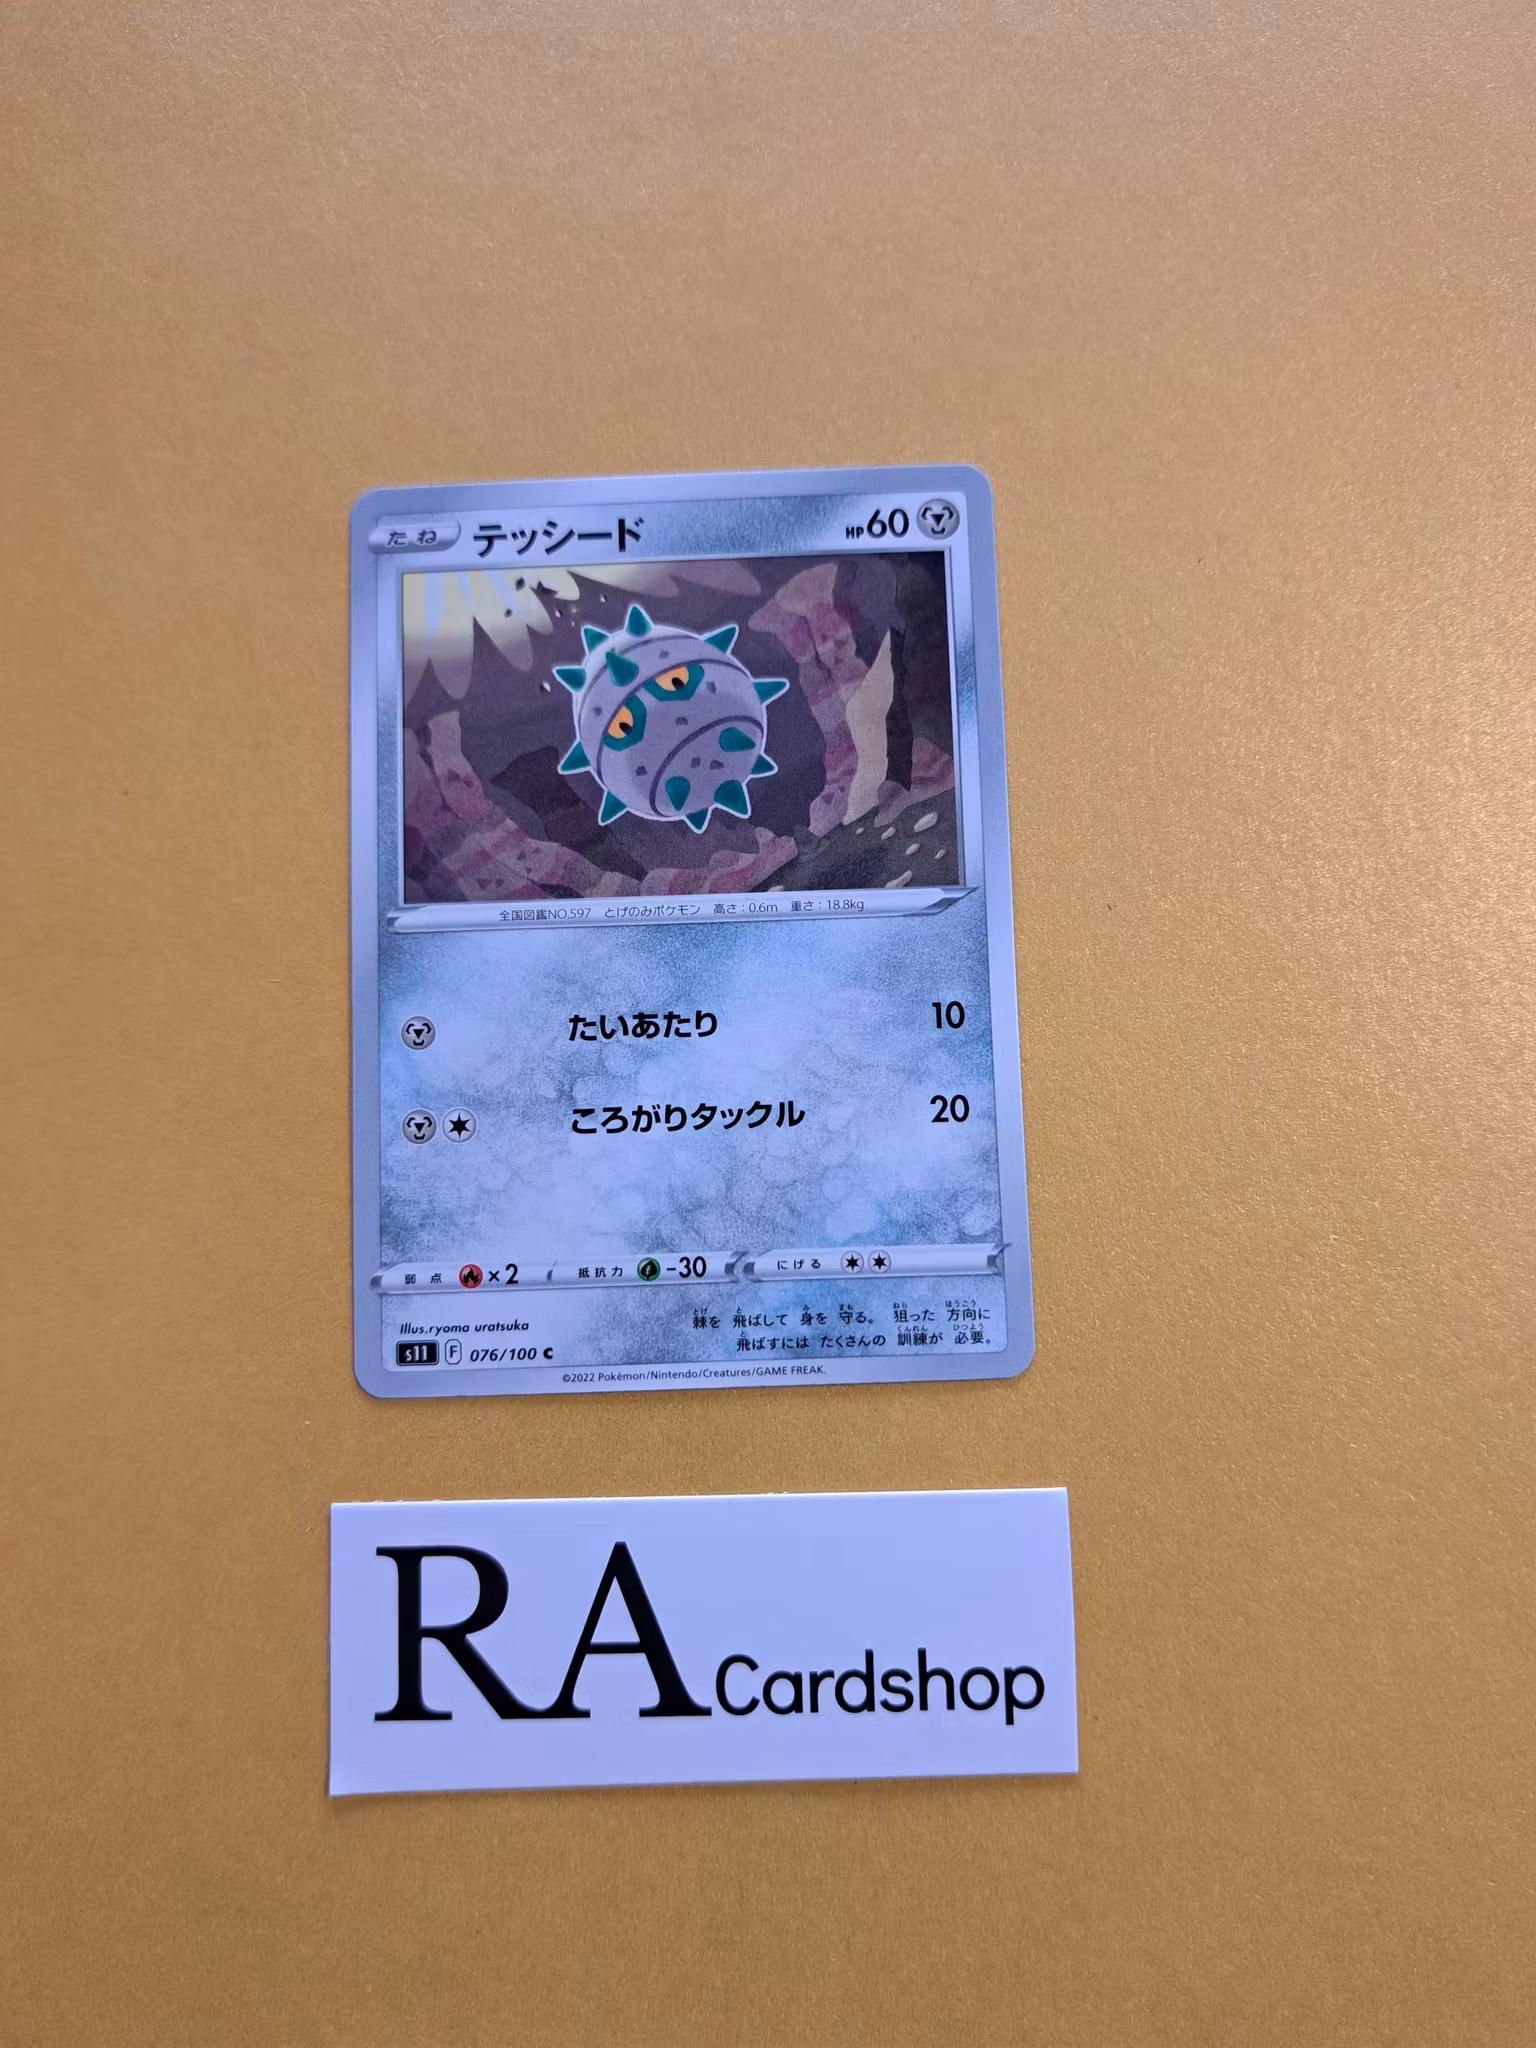 たね テッシード HP60
全国図鑑NO.597 とげのみポケモン 高さ：0.6m 重さ：18.8kg
たいあたり 10
ころがりタックル 20
弱点 ×2 抵抗力 -30 にげる
棘を 飛ばして 身を 守る。 狙った 方向に
飛ばすには たくさんの 訓練が 必要。
Illus.ryoma uratsuka
s11 F 076/100 C
©2022 Pokémon/Nintendo/Creatures/GAME FREAK.
RA Cardshop